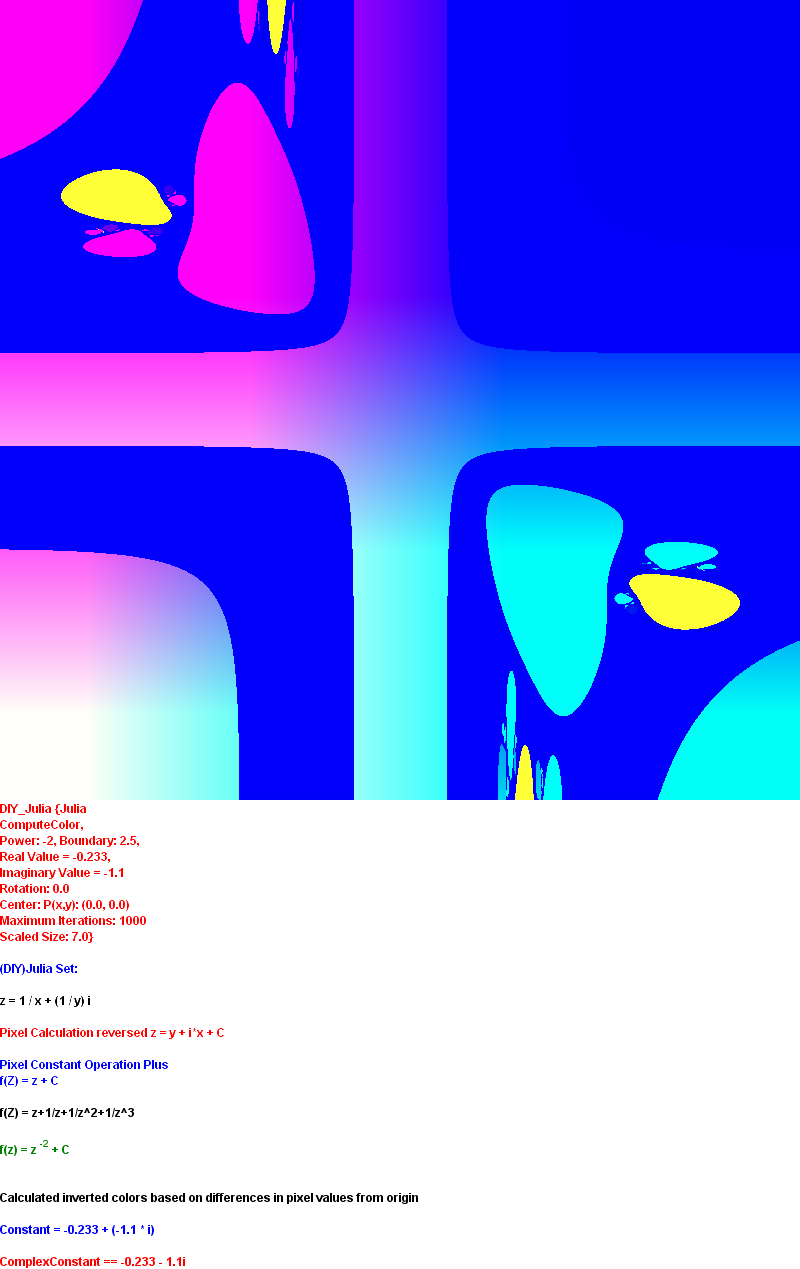 DIY_Julia {Julia
ComputeColor,
Power: -2, Boundary: 2.5,
Real Value = -0.233,
Imaginary Value = -1.1
Rotation: 0.0
Center: P(x,y): (0.0, 0.0)
Maximum Iterations: 1000
Scaled Size: 7.0}
(DIY)Julia Set:
z = 1 / x + (1 / y) i
Pixel Calculation reversed z = y + i*x + C
Pixel Constant Operation Plus
f(Z) = z + C
f(Z) = z+1/z+1/z^2+1/z^3
f(z) = z -2 + C
Calculated inverted colors based on differences in pixel values from origin
Constant = -0.233 + (-1.1 * i)
ComplexConstant == -0.233 - 1.1i